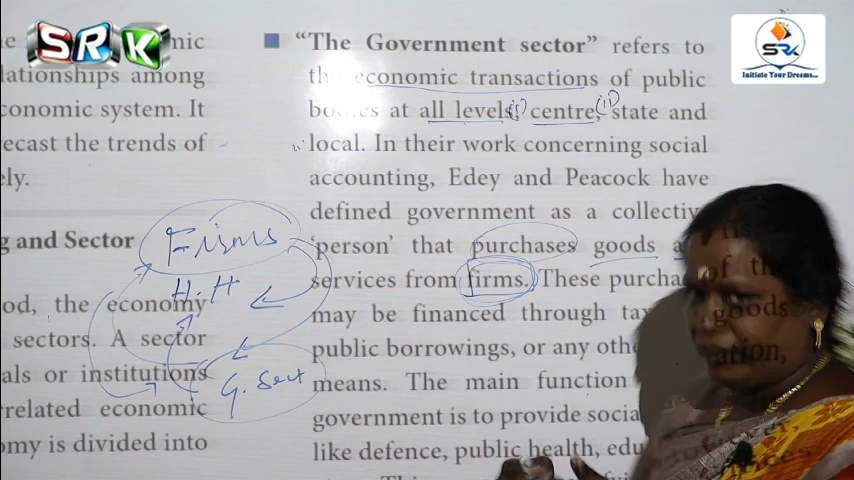 SRK
SRK
Initiate Your Dreams...
mic
lationships among
conomic system. It
ecast the trends of
ely.
g and Sector
od, the economy
sectors. A sector
als or institutions
rrelated economic
omy is divided into
Firms
H.H
G. Sect
■ “The Government sector” refers to
the economic transactions of public
bodies at all levels, centre, state and
(i) (ii)
local. In their work concerning social
accounting, Edey and Peacock have
defined government as a collectiv
‘person’ that purchases goods a
services from firms. These purcha
may be financed through tax
public borrowings, or any othe
means. The main function
government is to provide socia
like defence, public health, edu
of th
goods
ation,